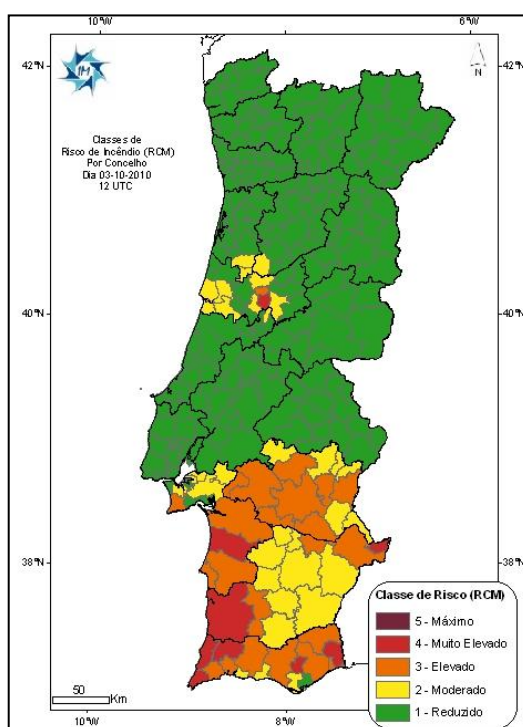 10°W
8°W
6°W
42°N
42°N
IM
N
Classes de
Risco de Incêndio (RCM)
Por Concelho
Dia 03-10-2010
12 UTC
40°N
40°N
38°N
38°N
Classe de Risco (RCM)
5 - Máximo
4 - Muito Elevado
3 - Elevado
2 - Moderado
1 - Reduzido
50
Km
10°W
8°W